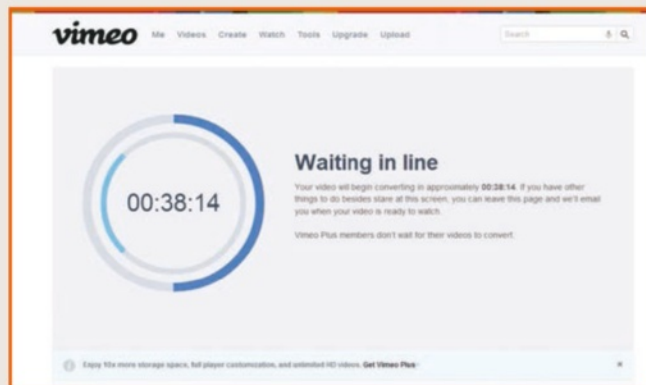 vimeo Me Videos Create Watch Tools Upgrade Upload Search
Waiting in line
00:38:14
Your video will begin converting in approximately 00:38:14. If you have other
things to do besides stare at this screen, you can leave this page and we'll email
you when your video is ready to watch.
Vimeo Plus members don't wait for their videos to convert.
Enjoy 10x more storage space, full player customization, and unlimited HD videos. Get Vimeo Plus›